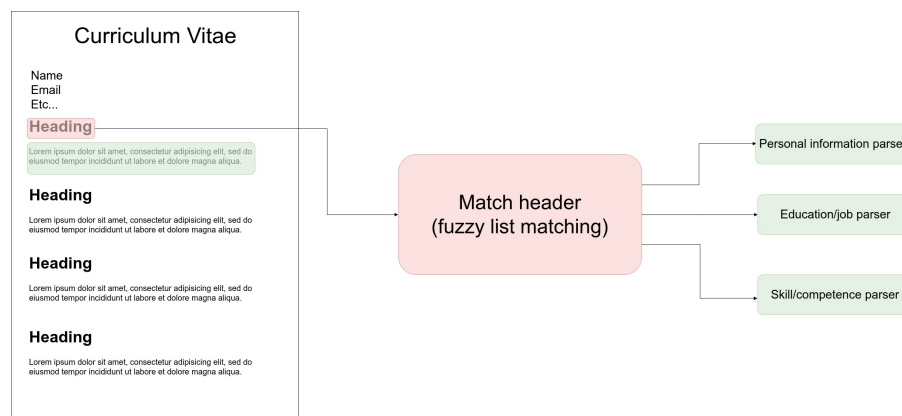 Curriculum Vitae
Name
Email
Etc...
Heading
Lorem ipsum dolor sit amet, consectetur adipisicing elit, sed do
eiusmod tempor incididunt ut labore et dolore magna aliqua.
Heading
Lorem ipsum dolor sit amet, consectetur adipisicing elit, sed do
eiusmod tempor incididunt ut labore et dolore magna aliqua.
Heading
Lorem ipsum dolor sit amet, consectetur adipisicing elit, sed do
eiusmod tempor incididunt ut labore et dolore magna aliqua.
Heading
Lorem ipsum dolor sit amet, consectetur adipisicing elit, sed do
eiusmod tempor incididunt ut labore et dolore magna aliqua.
Match header
(fuzzy list matching)
Personal information parse
Education/job parser
Skill/competence parser